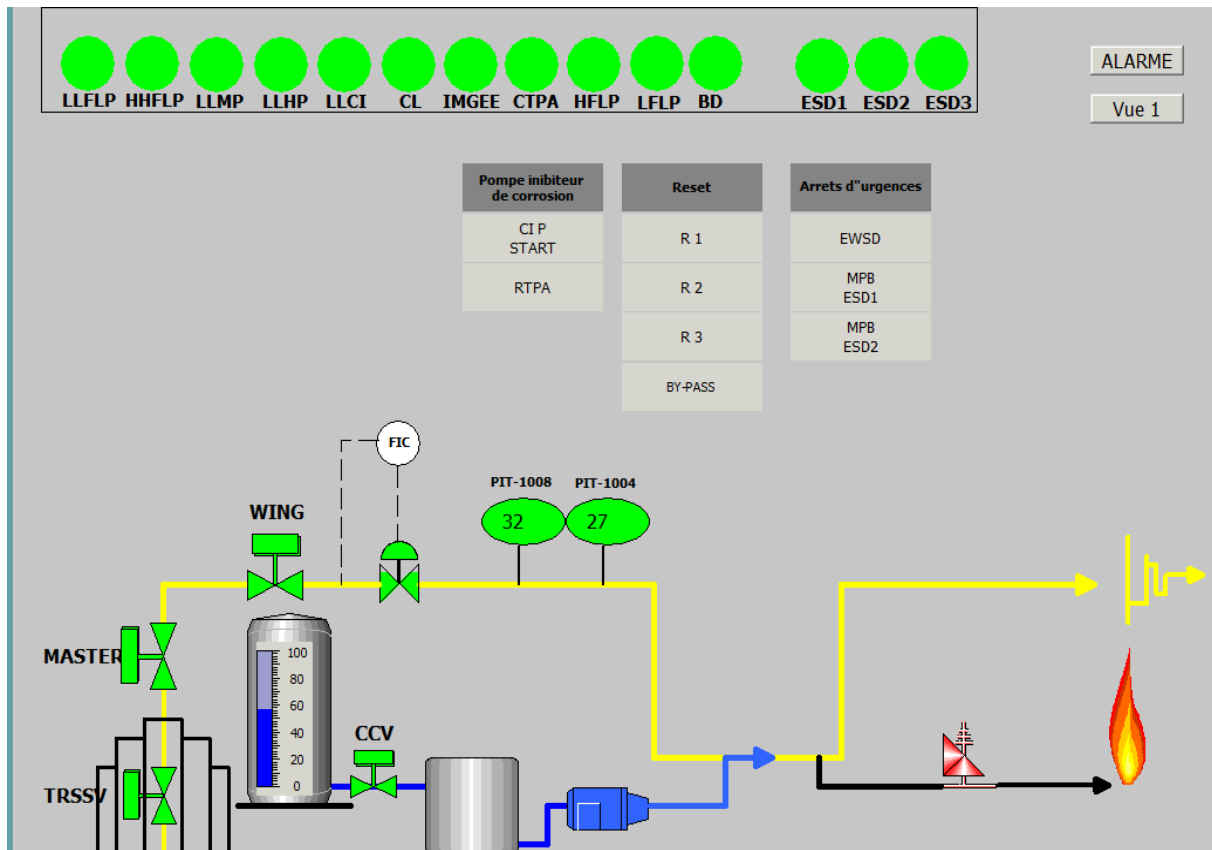 LLFLP HHFLP LLMP LLHP LLCI CL IMGEE CTPA HFLP LFLP BD ESD1 ESD2 ESD3
ALARME
Vue 1
Pompe inibiteur
de corrosion
CI P
START
RTPA
Reset
R 1
R 2
R 3
BY-PASS
Arrets d"urgences
EWSD
MPB
ESD1
MPB
ESD2
FIC
PIT-1008 PIT-1004
32 27
WING
MASTER
100
80
60
40
20
0
CCV
TRSSV